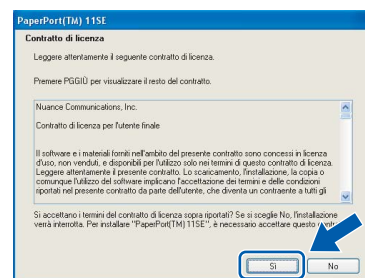 PaperPort(TM) 11SE
Contratto di licenza
Leggere attentamente il seguente contratto di licenza.
Premere PGGIÙ per visualizzare il resto del contratto.
Nuance Communications, Inc.
Contratto di licenza per l'utente finale
Il software e i materiali forniti nell'ambito del presente contratto sono concessi in licenza
d'uso, non venduti, e disponibili per l'utilizzo solo nei termini di questo contratto di licenza.
Leggere attentamente il presente contratto. Lo scaricamento, l'installazione, la copia o
comunque l'utilizzo del software implicano l'accettazione dei termini e delle condizioni
riportati nel presente contratto da parte dell'utente, che diventa un contraente a tutti gli
Si accettano i termini del contratto di licenza sopra riportati? Se si sceglie No, l'installazione
verrà interrotta. Per installare "PaperPort(TM) 11SE", è necessario accettare questo
Sì
No